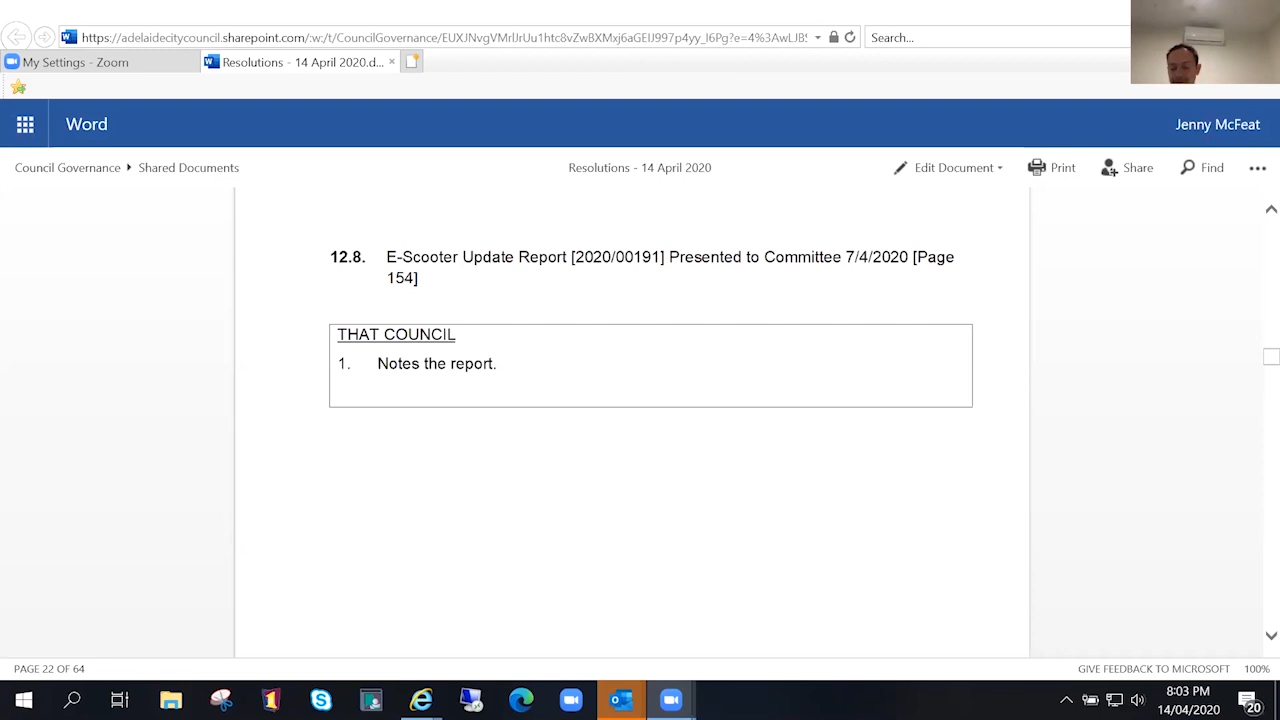 https://adelaidecitycouncil.sharepoint.com/:w:/t/CouncilGovernance/
Search...
My Settings - Zoom
Resolutions - 14 April 2020.d...
Word
Jenny McFeat
Council Governance Shared Documents
Resolutions - 14 April 2020
Edit Document
Print
Share
Find
12.8. E-Scooter Update Report [2020/00191] Presented to Committee 7/4/2020 [Page
154]
THAT COUNCIL
1. Notes the report.
PAGE 22 OF 64
GIVE FEEDBACK TO MICROSOFT 100%
8:03 PM
14/04/2020
20